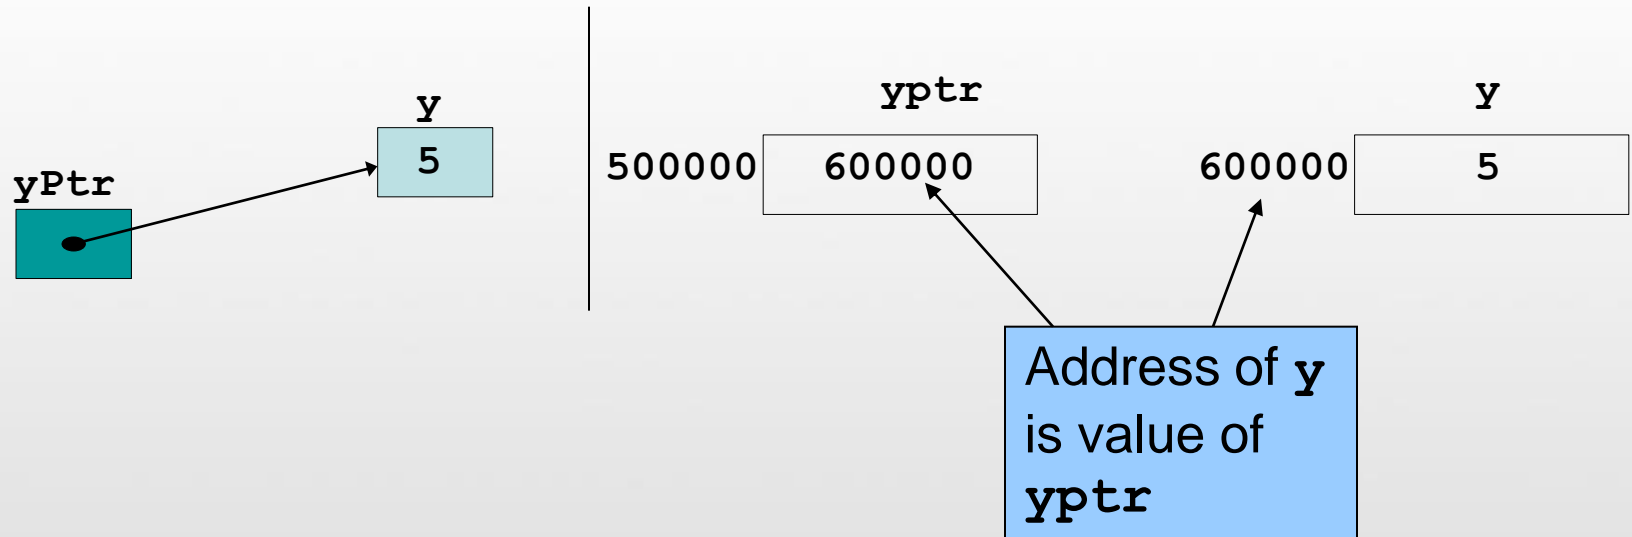 y
5
yPtr
yptr y
500000 600000 600000 5
Address of y
is value of
yptr